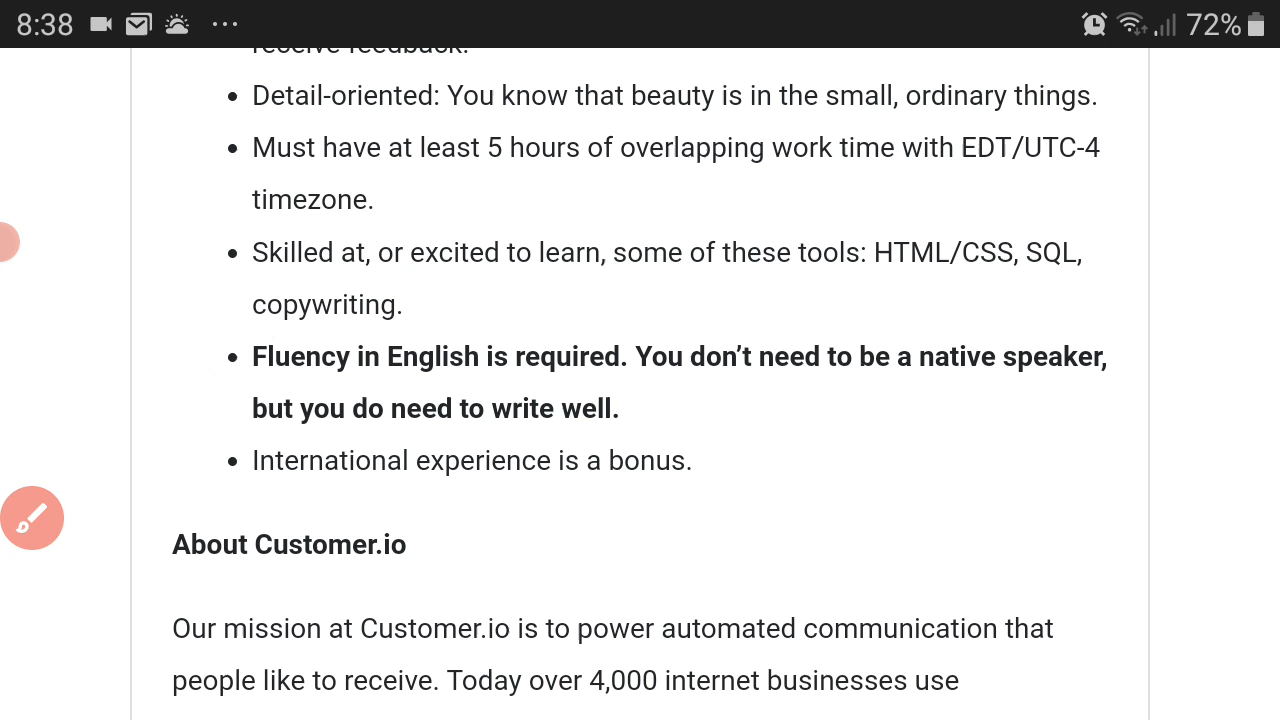 8:38 ... 72%
receive feedback.
• Detail-oriented: You know that beauty is in the small, ordinary things.
• Must have at least 5 hours of overlapping work time with EDT/UTC-4
timezone.
• Skilled at, or excited to learn, some of these tools: HTML/CSS, SQL,
copywriting.
• Fluency in English is required. You don’t need to be a native speaker,
but you do need to write well.
• International experience is a bonus.
About Customer.io
Our mission at Customer.io is to power automated communication that
people like to receive. Today over 4,000 internet businesses use